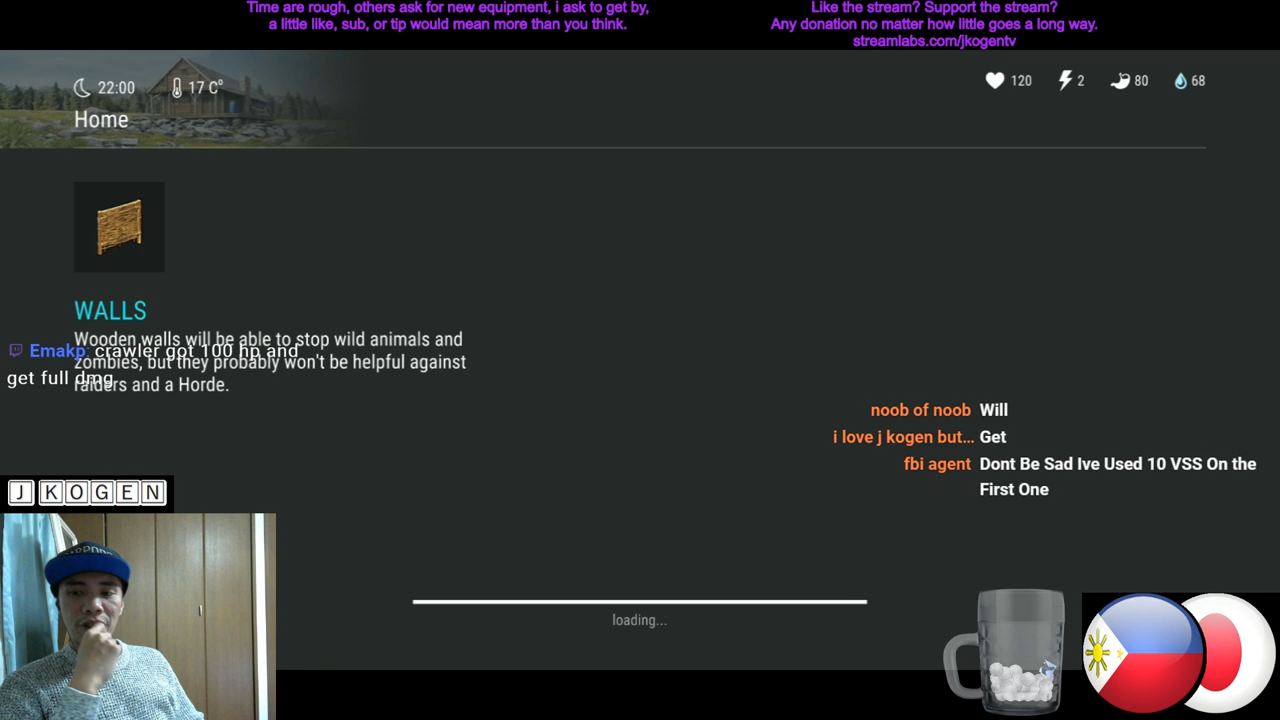 Time are rough, others ask for new equipment, i ask to get by,
a little like, sub, or tip would mean more than you think.
Like the stream? Support the stream?
Any donation no matter how little goes a long way.
streamlabs.com/jkogentv
22:00
17 C°
Home
120
2
80
68
WALLS
Wooden walls will be able to stop wild animals and
zombies, but they probably won't be helpful against
raiders and a Horde.
Emakp: crawler got 100 hp and
get full dmg
noob of noob Will
i love j kogen but… Get
fbi agent Dont Be Sad Ive Used 10 VSS On the
First One
J KOGEN
loading...